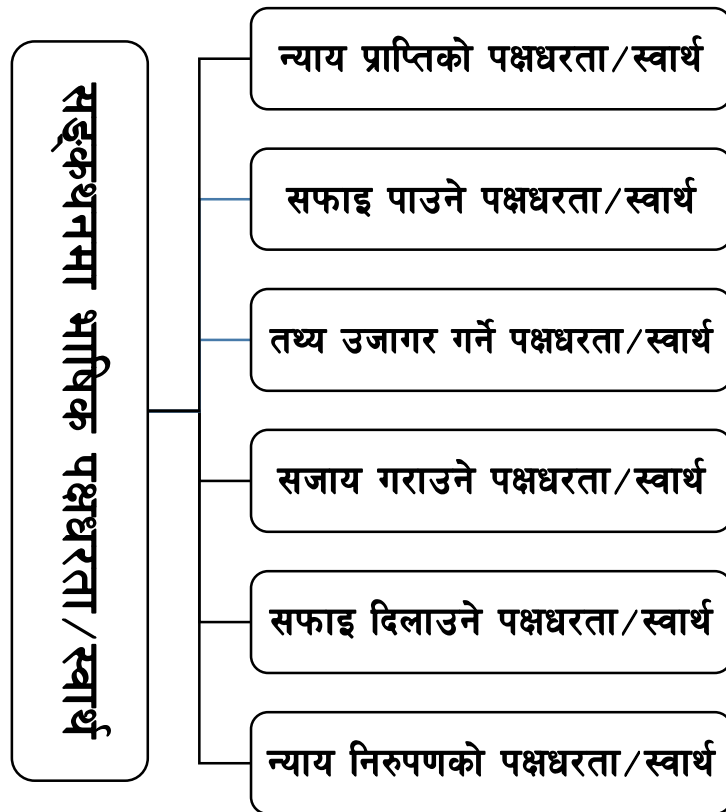 सङ्कथनमा भाषिक पक्षधरता/स्वार्थ
न्याय प्राप्तिको पक्षधरता/स्वार्थ
सफाइ पाउने पक्षधरता/स्वार्थ
तथ्य उजागर गर्ने पक्षधरता/स्वार्थ
सजाय गराउने पक्षधरता/स्वार्थ
सफाइ दिलाउने पक्षधरता/स्वार्थ
न्याय निरुपणको पक्षधरता/स्वार्थ